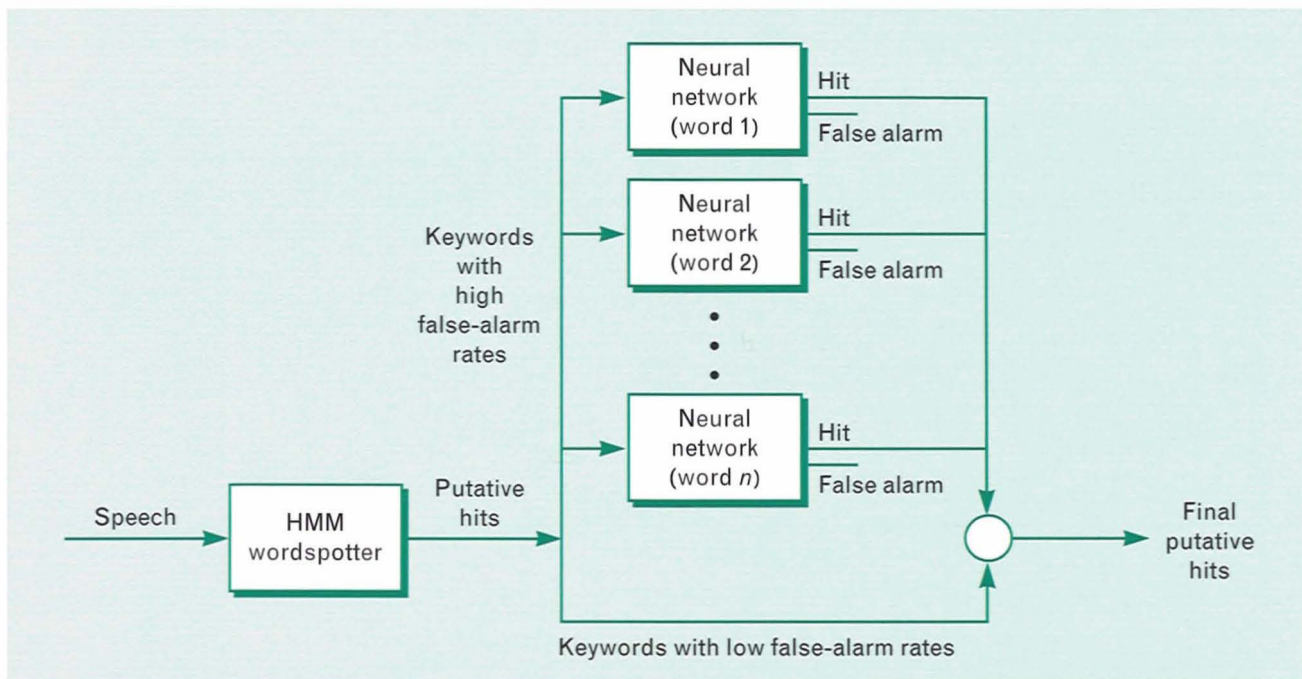 Neural
network
(word 1)
Hit
False alarm
Neural
network
(word 2)
Hit
False alarm
Keywords
with
high
false-alarm
rates
Neural
network
(word n)
Hit
False alarm
Speech
HMM
wordspotter
Putative
hits
Final
putative
hits
Keywords with low false-alarm rates